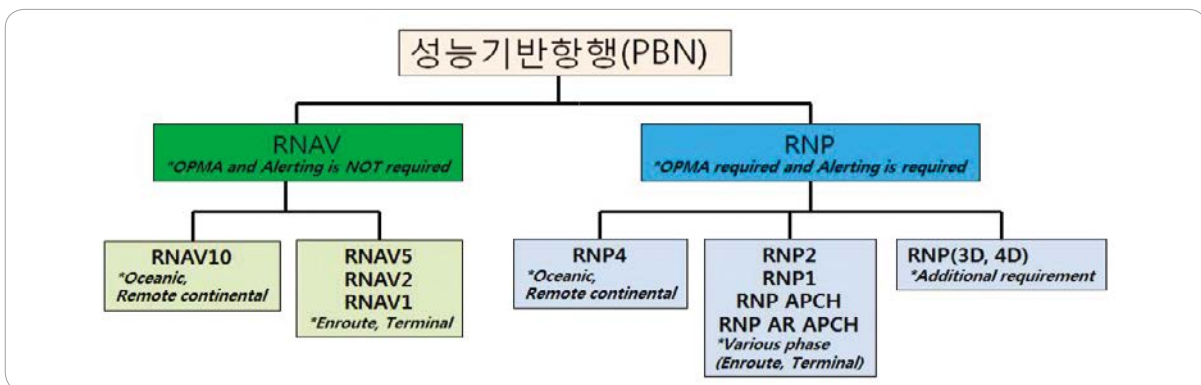 성능기반항행(PBN)
RNAV
*OPMA and Alerting is NOT required
RNP
*OPMA required and Alerting is required
RNAV10
*Oceanic,
Remote continental
RNAV5
RNAV2
RNAV1
*Enroute, Terminal
RNP4
*Oceanic,
Remote continental
RNP2
RNP1
RNP APCH
RNP AR APCH
*Various phase
(Enroute, Terminal)
RNP(3D, 4D)
*Additional requirement